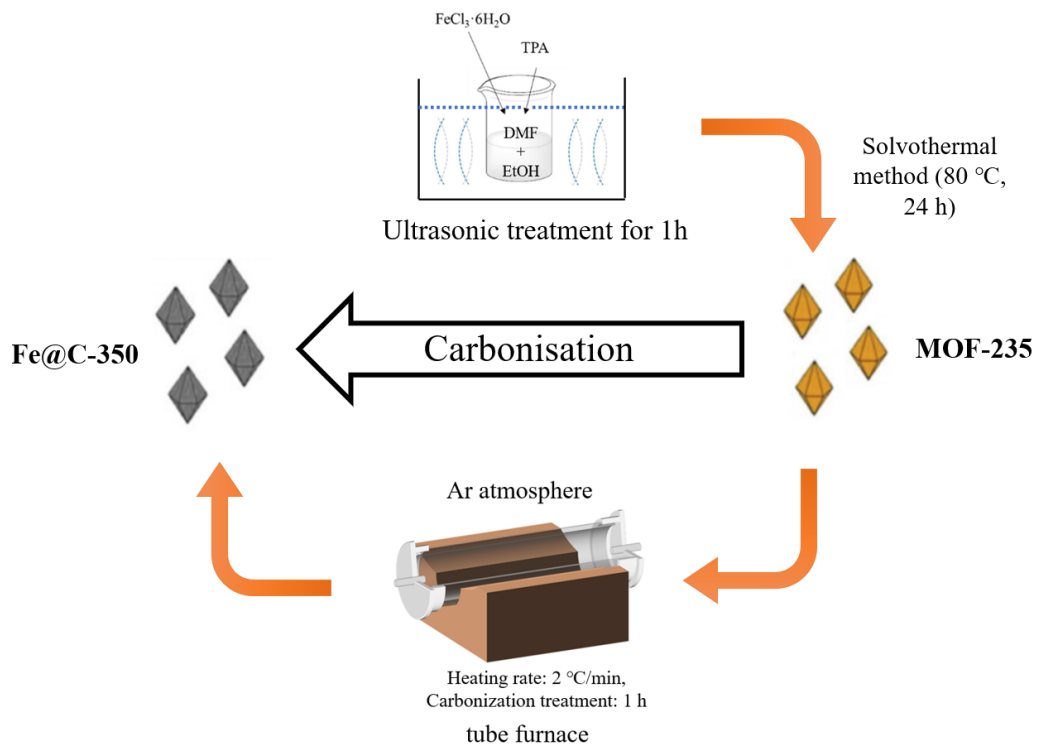 FeCl₃·6H₂O
TPA
DMF
+
EtOH
Ultrasonic treatment for 1h
Solvothermal
method (80 ℃,
24 h)
Fe@C-350
Carbonisation
MOF-235
Ar atmosphere
Heating rate: 2 ℃/min,
Carbonization treatment: 1 h
tube furnace